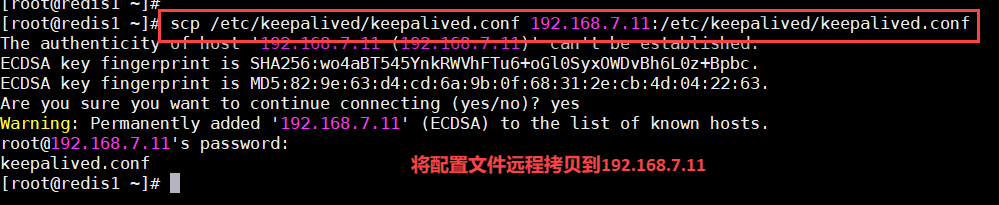 [root@redis1 ~]#
[root@redis1 ~]# scp /etc/keepalived/keepalived.conf 192.168.7.11:/etc/keepalived/keepalived.conf
The authenticity of host '192.168.7.11 (192.168.7.11)' can't be established.
ECDSA key fingerprint is SHA256:wo4aBT545YnkRWVhFTu6+oGl0SyxOWDvBh6L0z+Bpbc.
ECDSA key fingerprint is MD5:82:9e:63:d4:cd:6a:9b:0f:68:31:2e:cb:4d:04:22:63.
Are you sure you want to continue connecting (yes/no)? yes
Warning: Permanently added '192.168.7.11' (ECDSA) to the list of known hosts.
root@192.168.7.11's password:
keepalived.conf
将配置文件远程拷贝到192.168.7.11
[root@redis1 ~]#